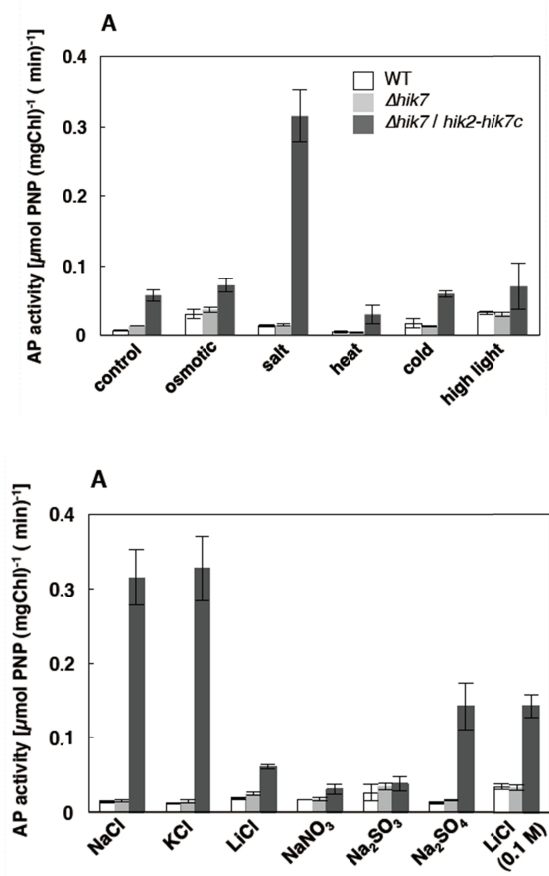 A
AP activity [µmol PNP (mgChl)⁻¹ ( min)⁻¹]
0.4
0.3
0.2
0.1
0
WT
Δhik7
Δhik7 / hik2-hik7c
control
osmotic
salt
heat
cold
high light
A
AP activity [µmol PNP (mgChl)⁻¹ ( min)⁻¹]
0.4
0.3
0.2
0.1
0
NaCl
KCl
LiCl
NaNO₃
Na₂SO₃
Na₂SO₄
LiCl
(0.1 M)